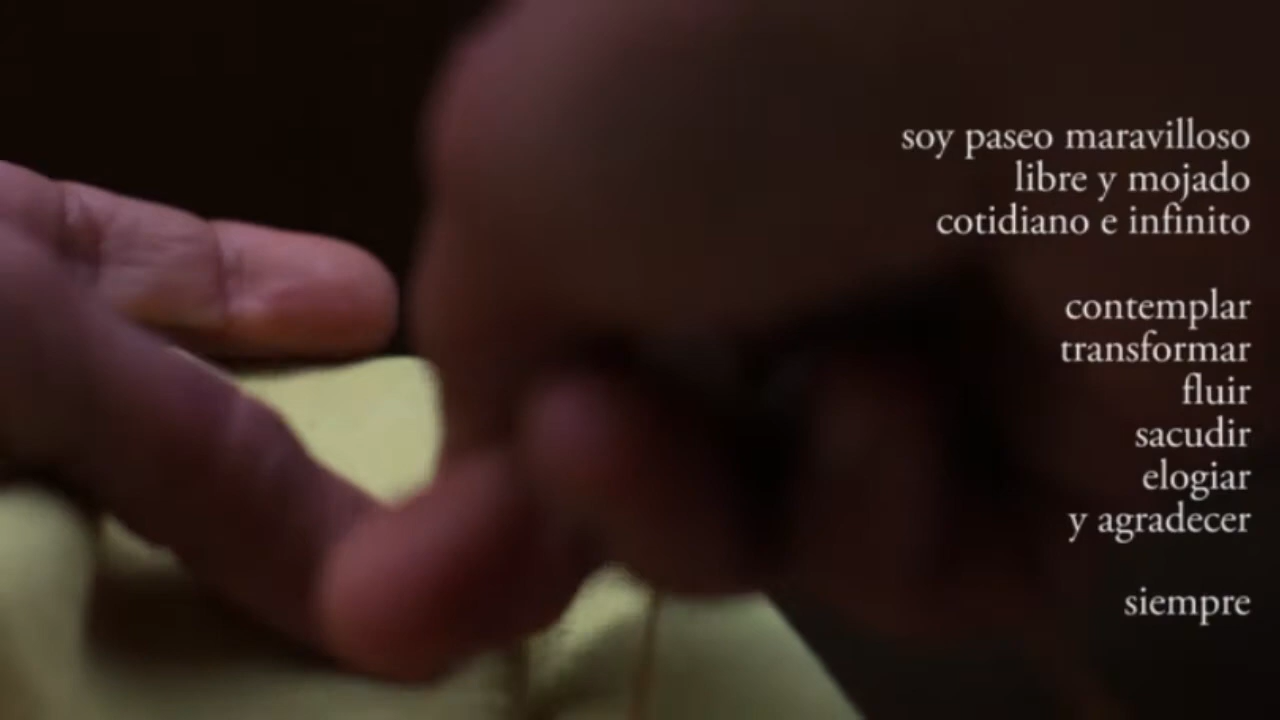 soy paseo maravilloso
libre y mojado
cotidiano e infinito
contemplar
transformar
fluir
sacudir
elogiar
y agradecer
siempre